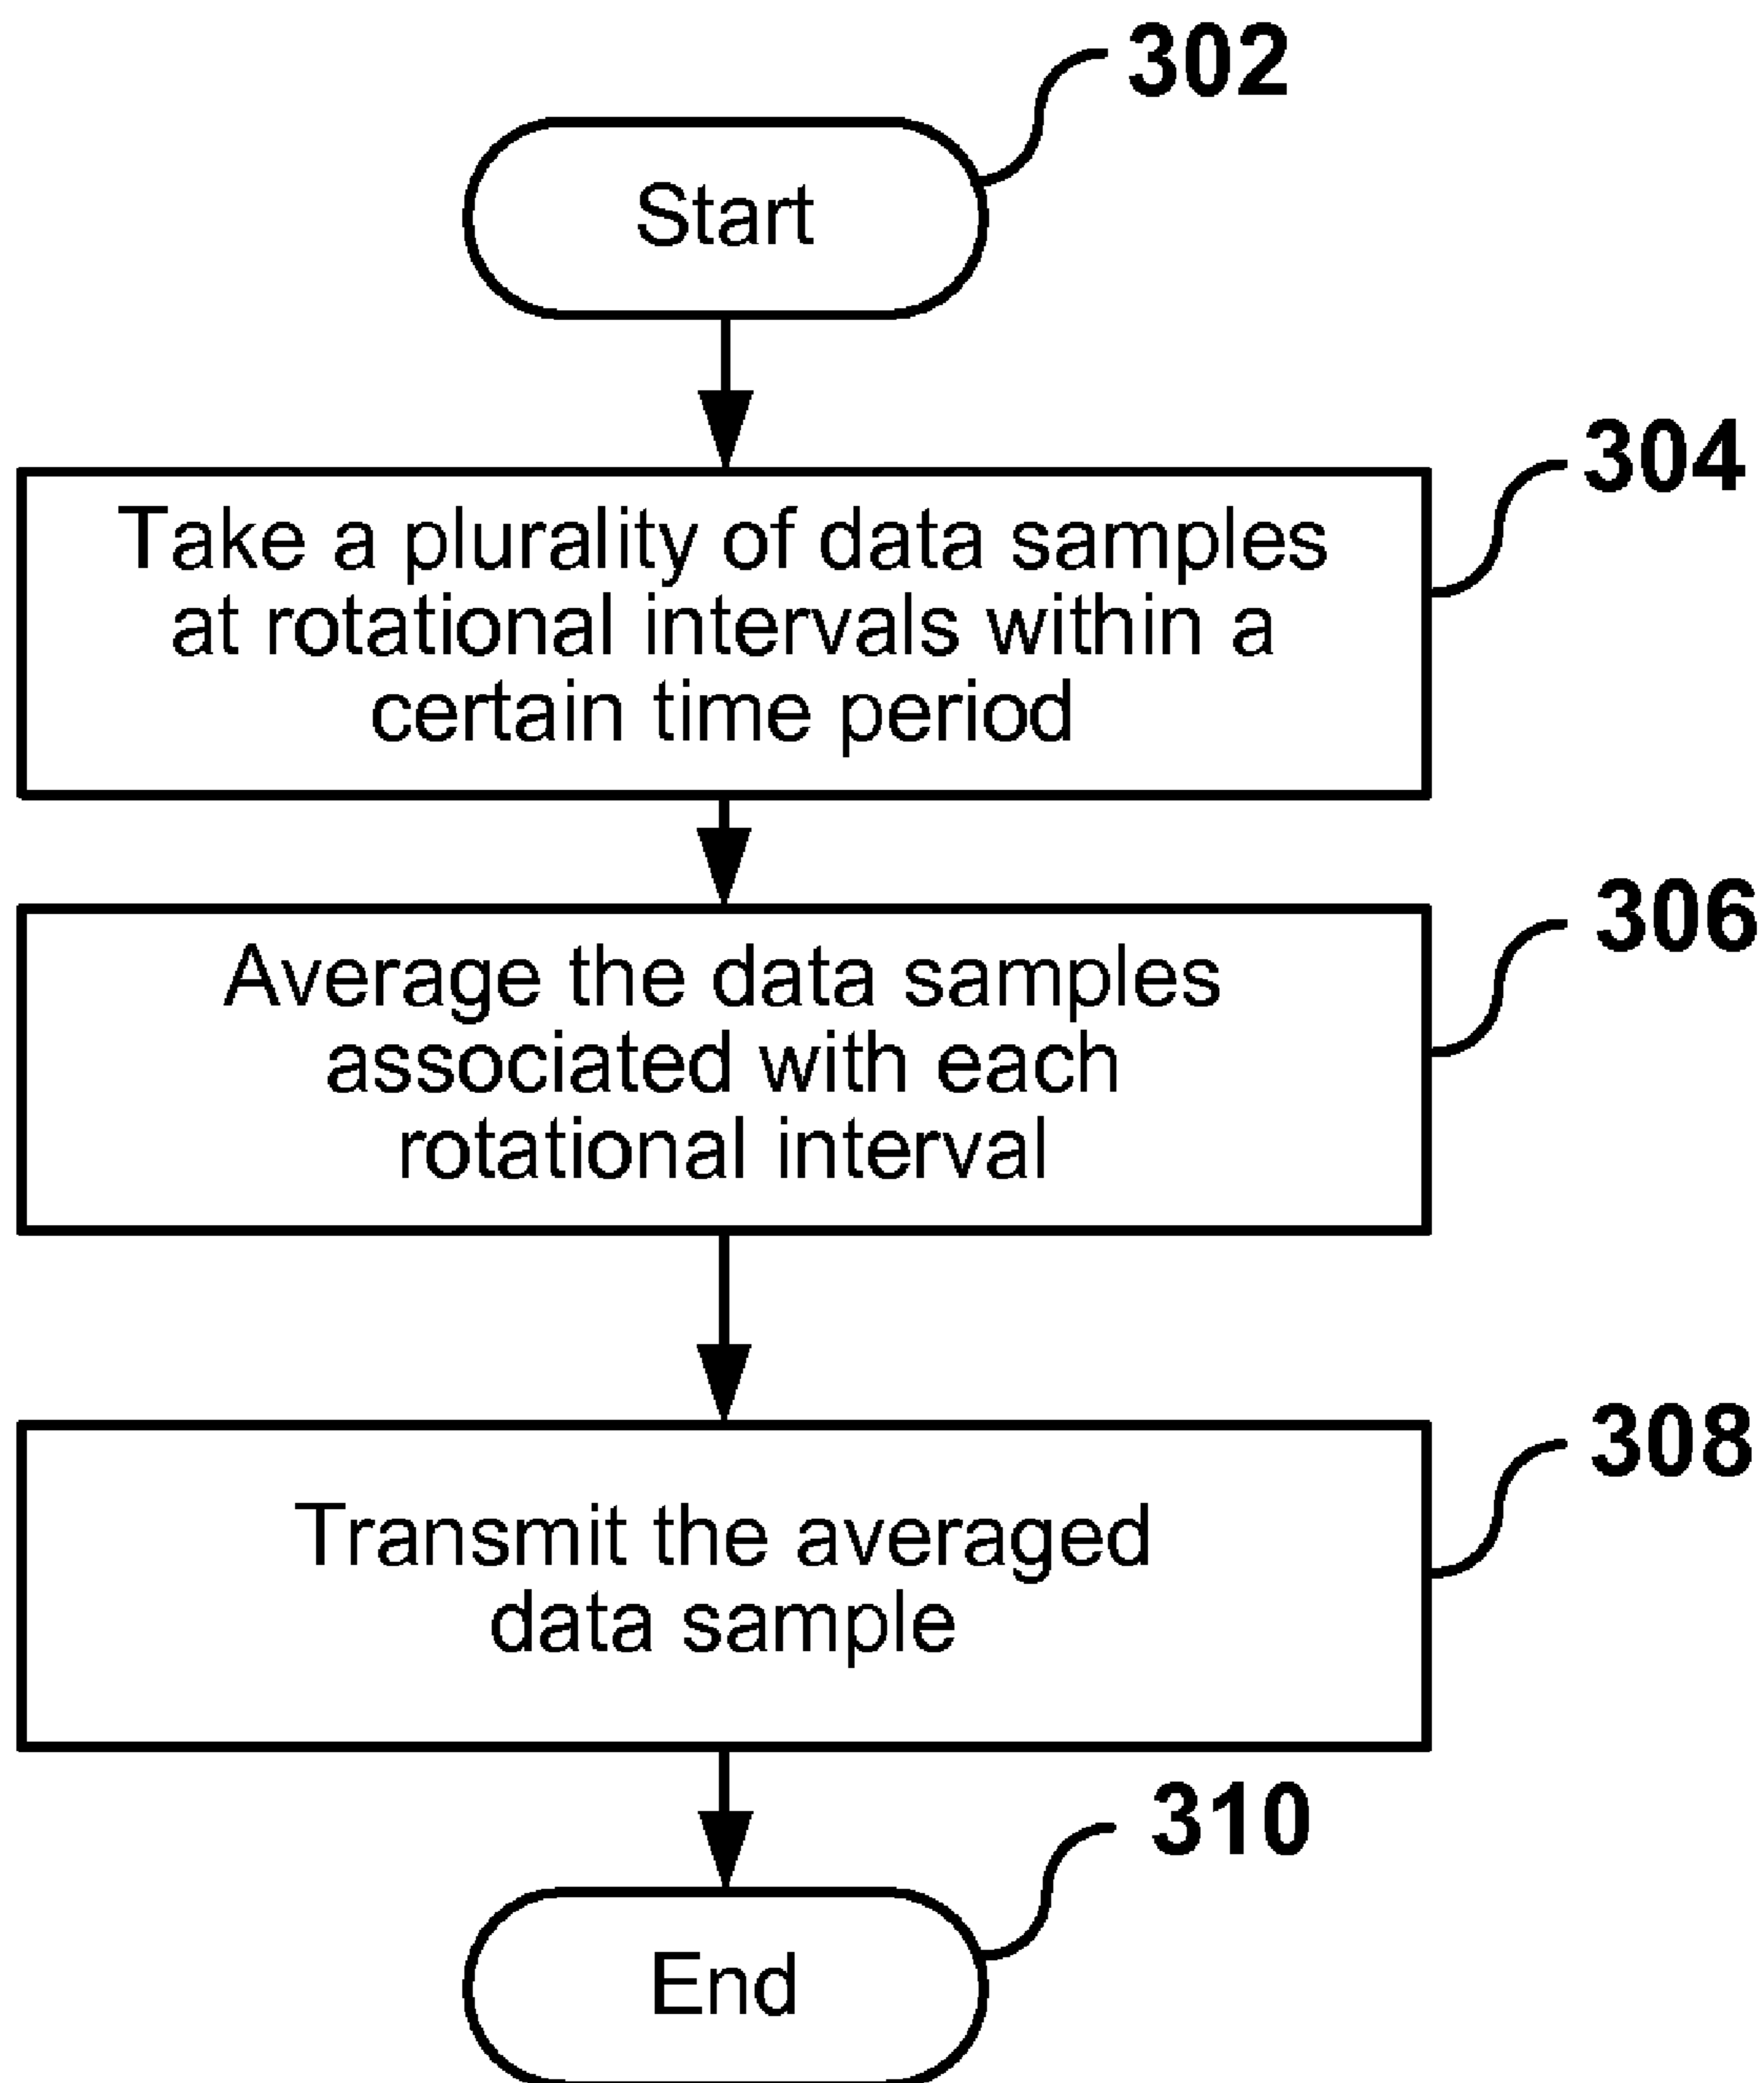 302
Start
304
Take a plurality of data samples
at rotational intervals within a
certain time period
306
Average the data samples
associated with each
rotational interval
308
Transmit the averaged
data sample
310
End